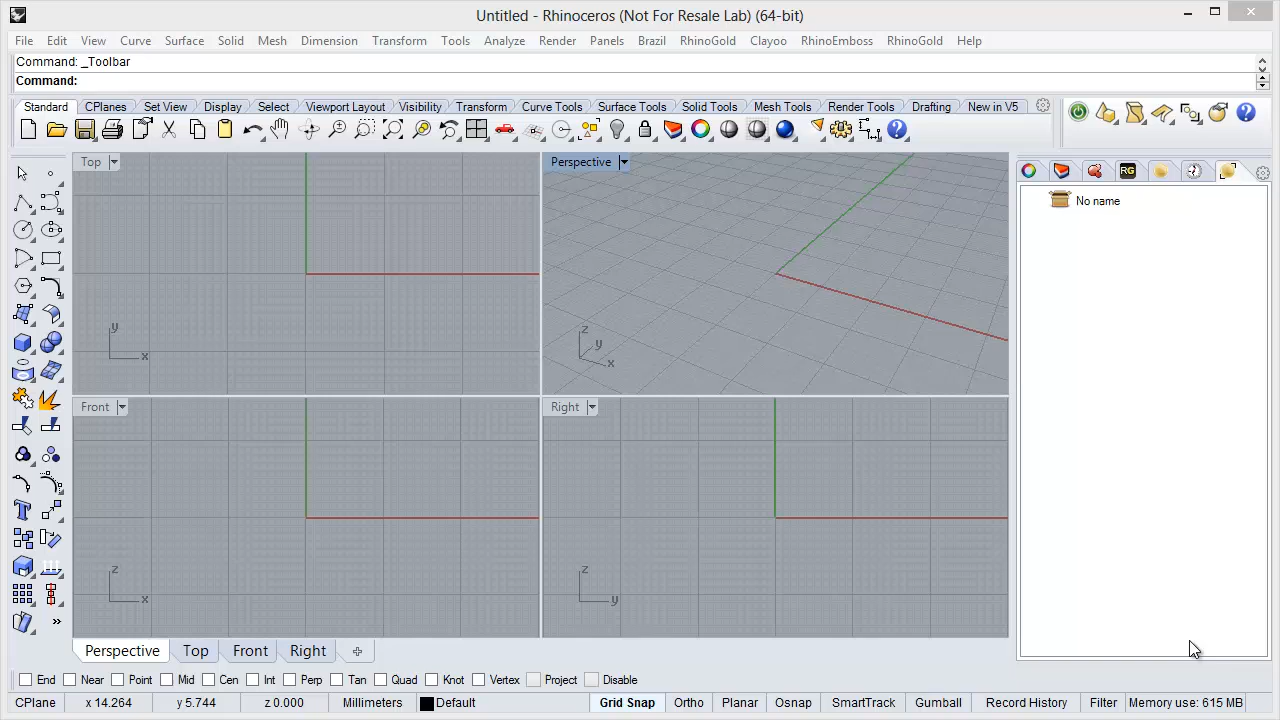 Untitled - Rhinoceros (Not For Resale Lab) (64-bit)
File Edit View Curve Surface Solid Mesh Dimension Transform Tools Analyze Render Panels Brazil RhinoGold Clayoo RhinoEmboss RhinoGold Help
Command: _Toolbar
Command:
Standard CPlanes Set View Display Select Viewport Layout Visibility Transform Curve Tools Surface Tools Solid Tools Mesh Tools Render Tools Drafting New in V5
Top
Perspective
RG
No name
y
x
z
y
x
Front
Right
z
x
z
y
Perspective Top Front Right
End Near Point Mid Cen Int Perp Tan Quad Knot Vertex Project Disable
CPlane x 14.264 y 5.744 z 0.000 Millimeters Default Grid Snap Ortho Planar Osnap SmartTrack Gumball Record History Filter Memory use: 615 MB